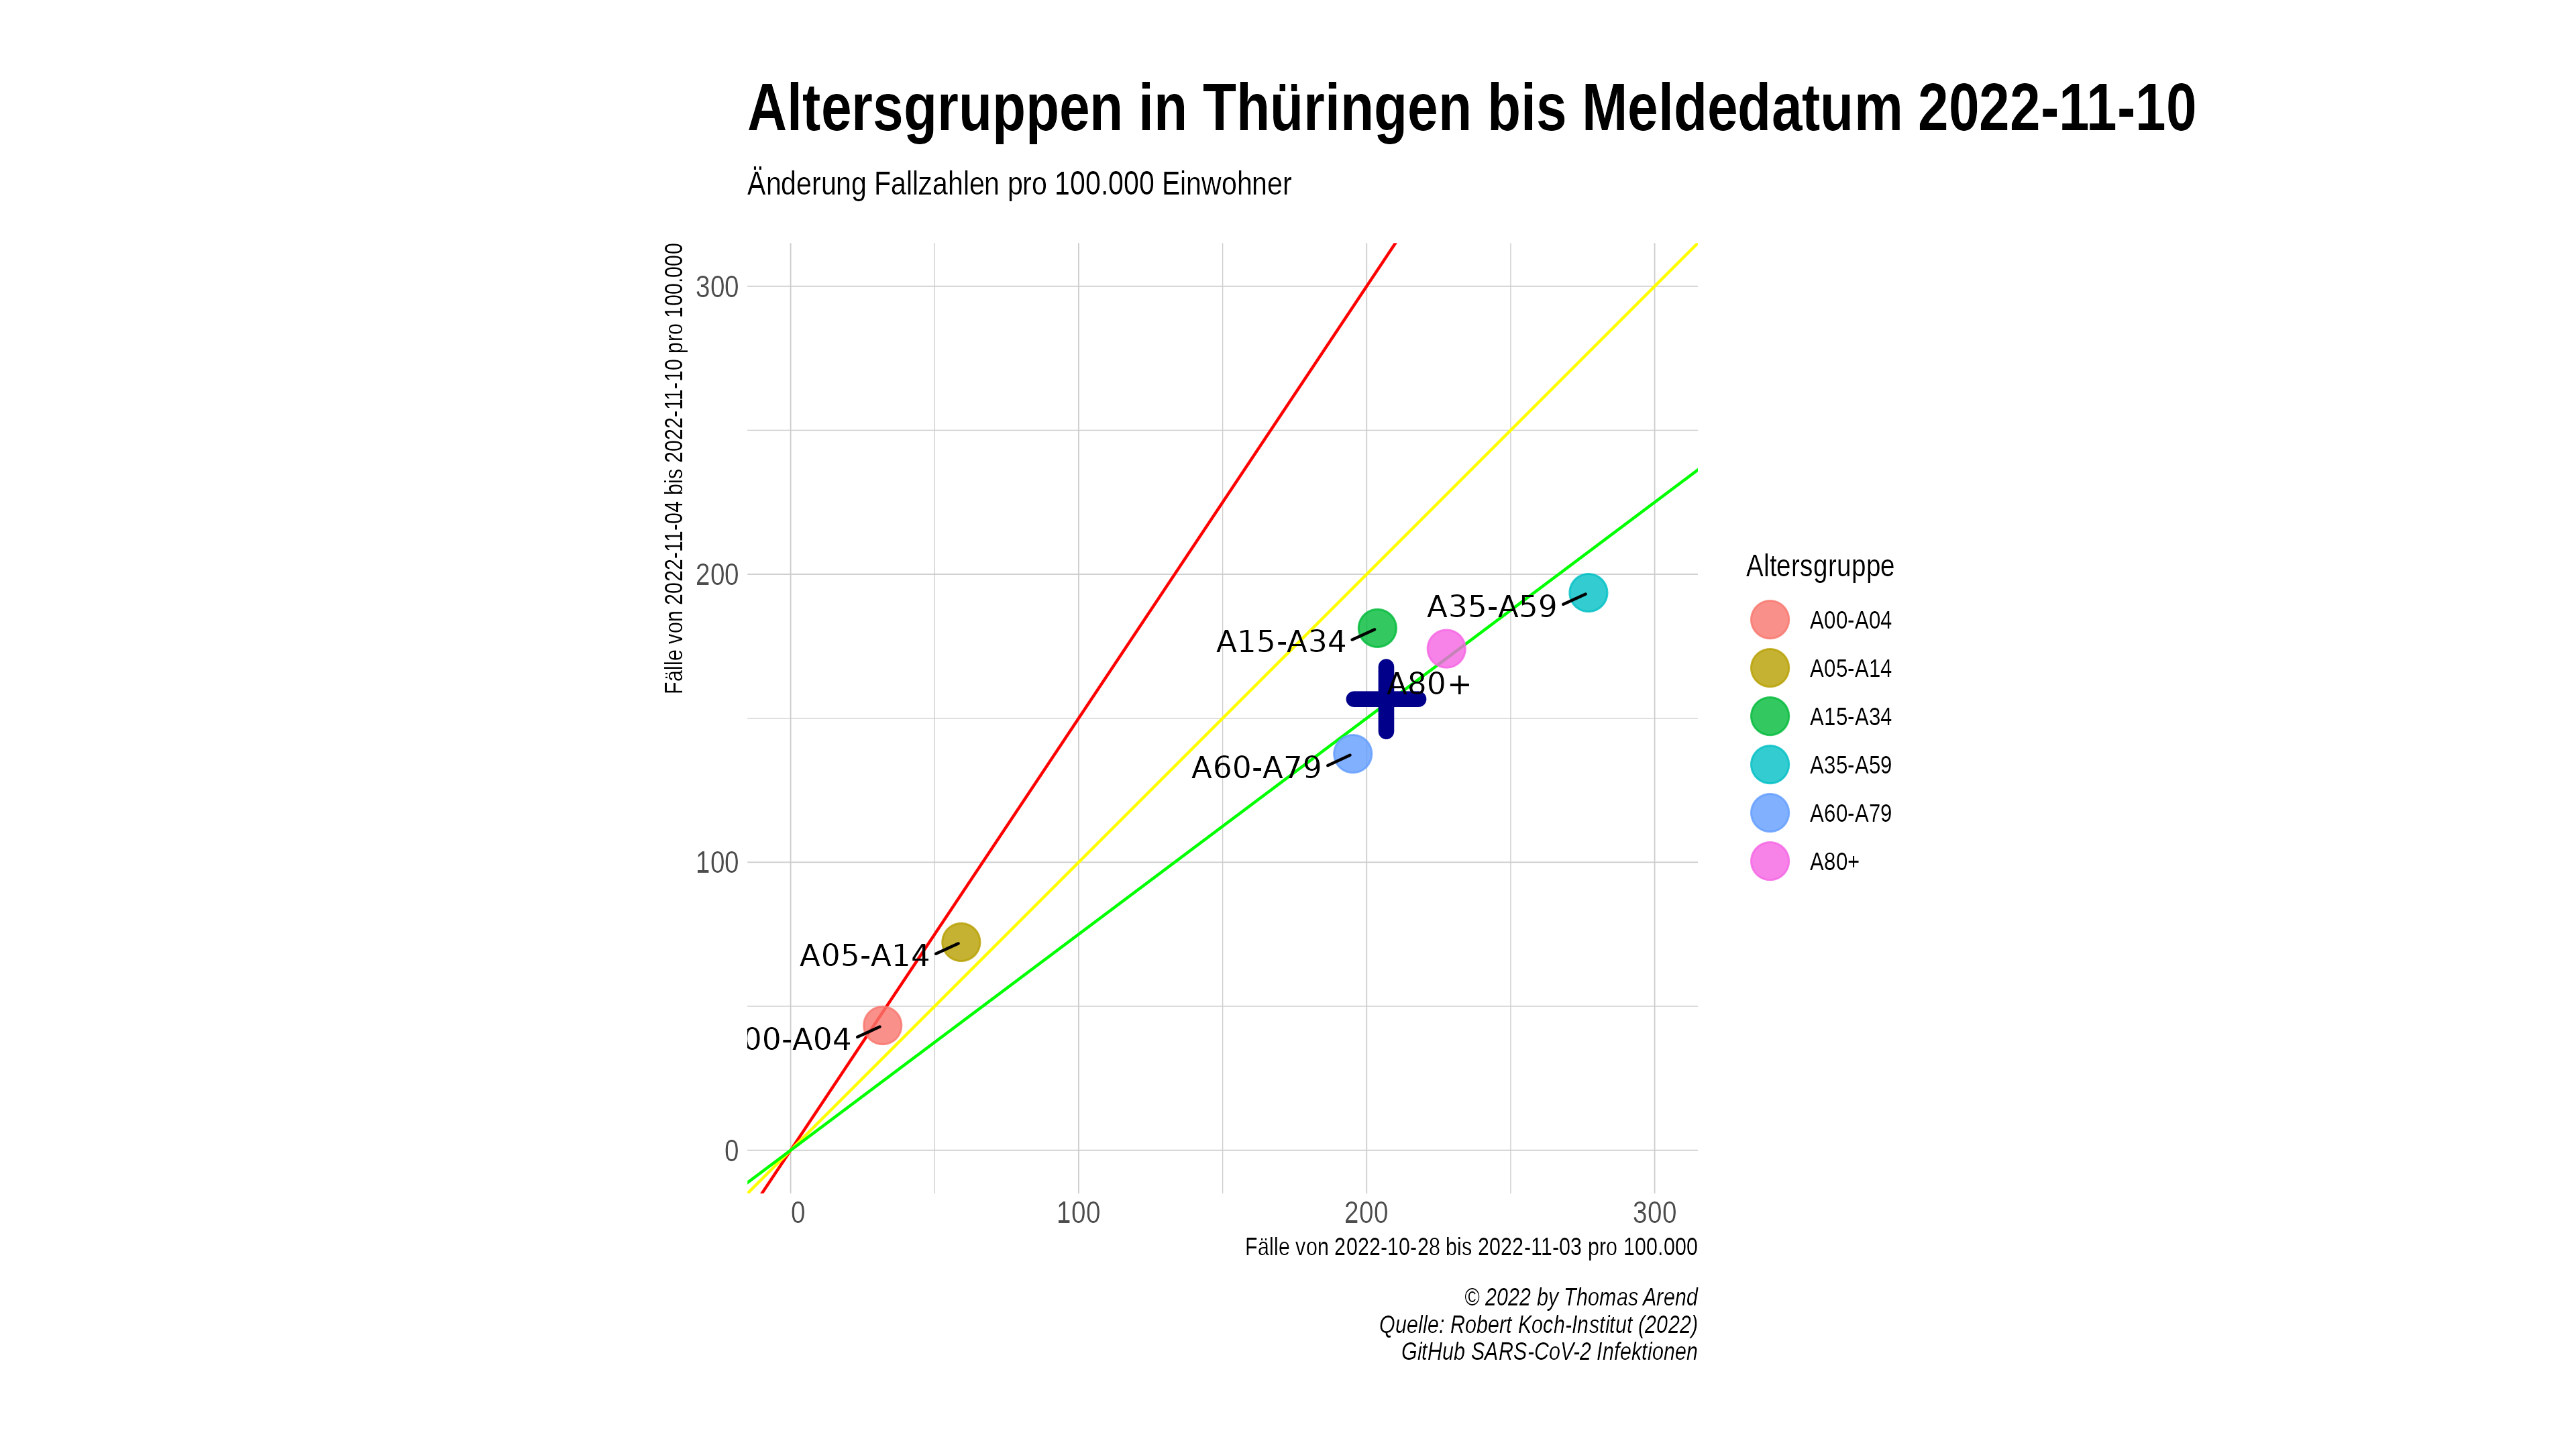 Altersgruppen in Thüringen bis Meldedatum 2022-11-10
Änderung Fallzahlen pro 100.000 Einwohner
Fälle von 2022-11-04 bis 2022-11-10 pro 100.000
300
200
100
0
A35-A59
A15-A34
A80+
A60-A79
A05-A14
00-A04
0
100
200
300
Fälle von 2022-10-28 bis 2022-11-03 pro 100.000
Altersgruppe
A00-A04
A05-A14
A15-A34
A35-A59
A60-A79
A80+
© 2022 by Thomas Arend
Quelle: Robert Koch-Institut (2022)
GitHub SARS-CoV-2 Infektionen